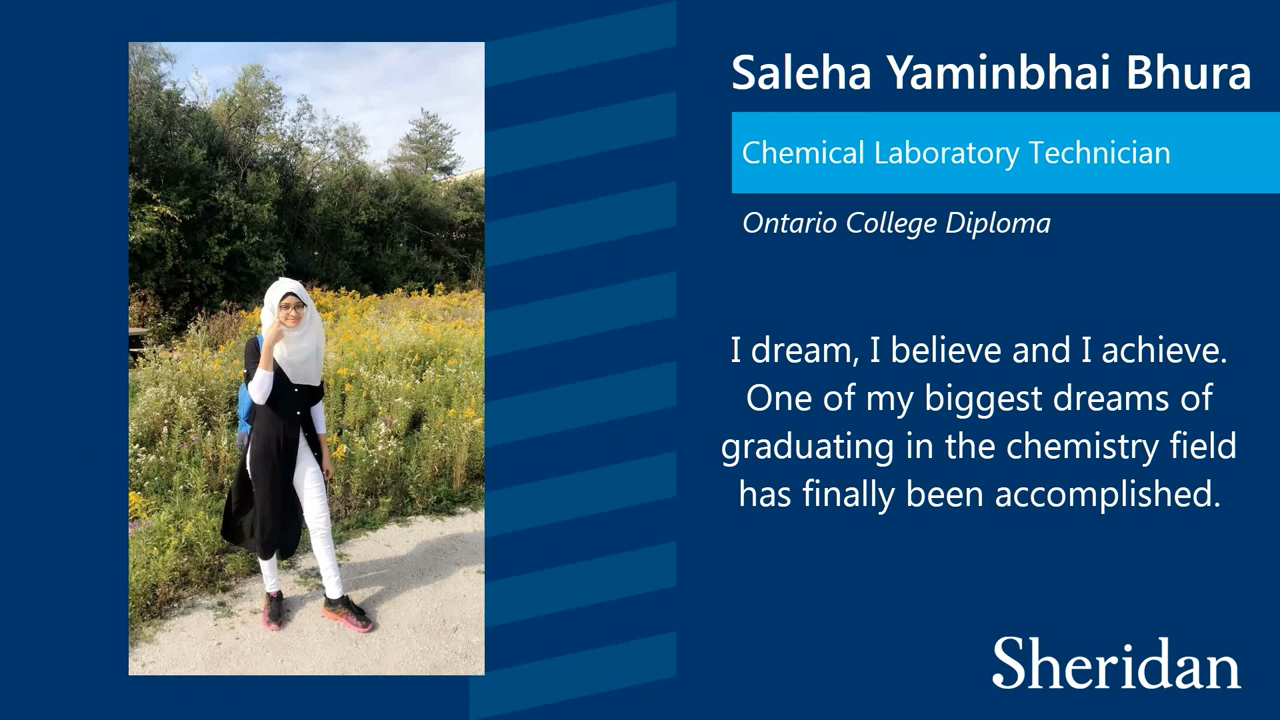 Saleha Yaminbhai Bhura
Chemical Laboratory Technician
Ontario College Diploma
I dream, I believe and I achieve.
One of my biggest dreams of
graduating in the chemistry field
has finally been accomplished.
Sheridan